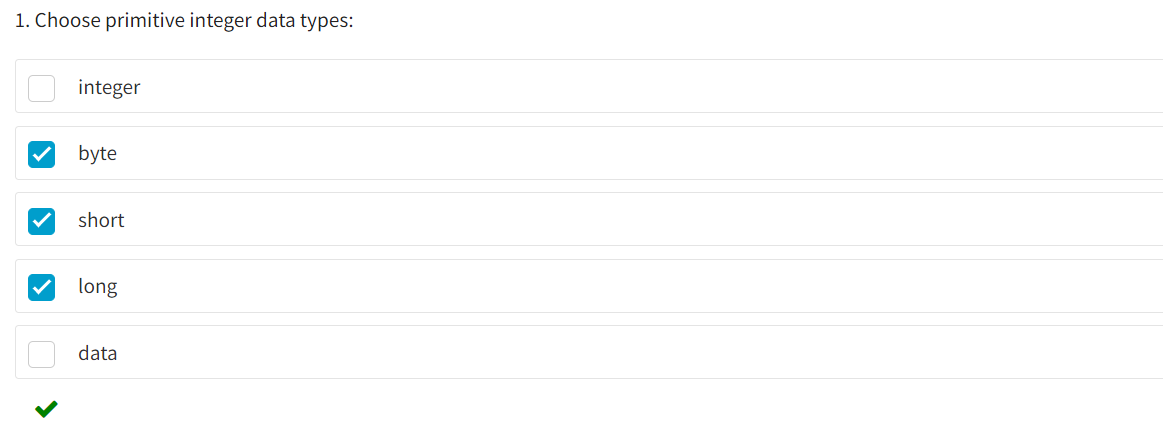 1. Choose primitive integer data types:
integer
byte
short
long
data